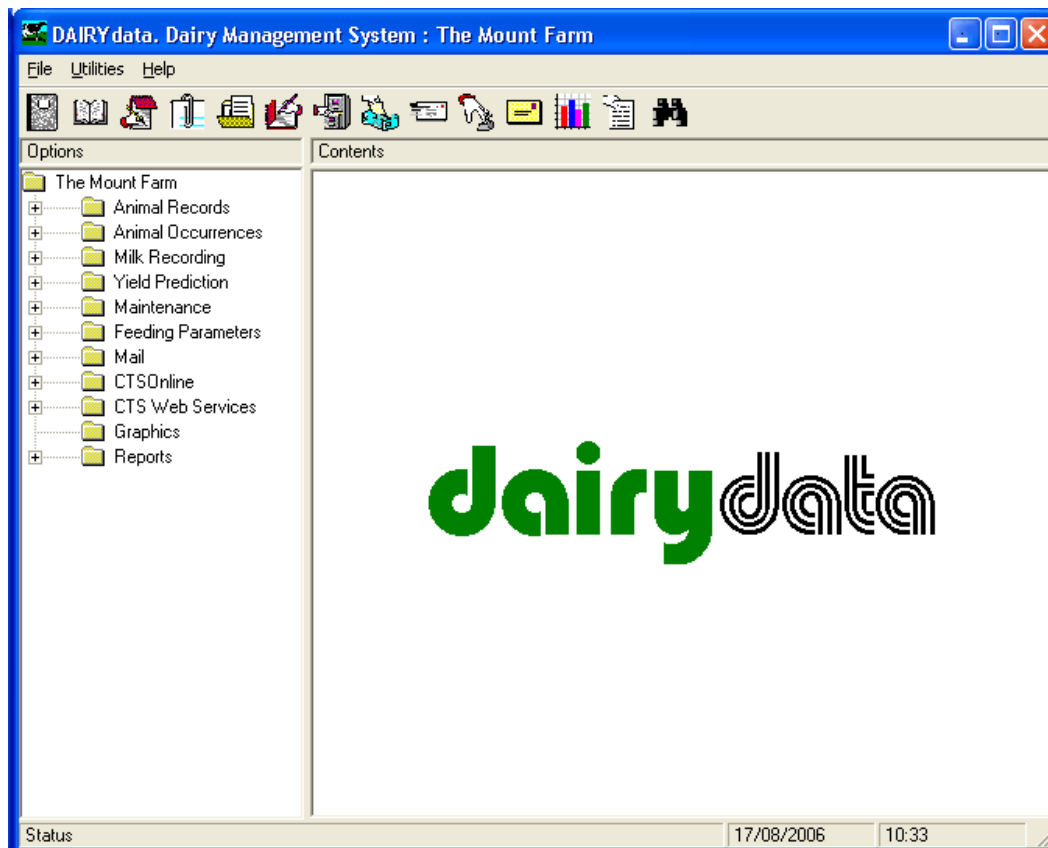 DAIRYdata. Dairy Management System : The Mount Farm
File Utilities Help
Options Contents
The Mount Farm
Animal Records
Animal Occurrences
Milk Recording
Yield Prediction
Maintenance
Feeding Parameters
Mail
CTSOnline
CTS Web Services
Graphics
Reports
dairydata
Status 17/08/2006 10:33